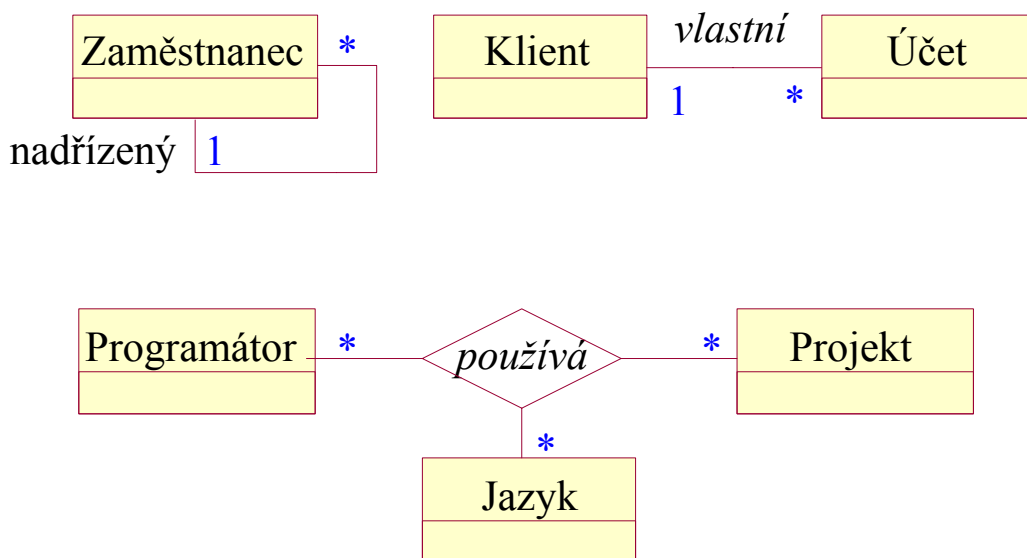 Zaměstnanec * Klient vlastní Účet
1 *
nadřízený 1
Programátor * používá * Projekt
*
Jazyk